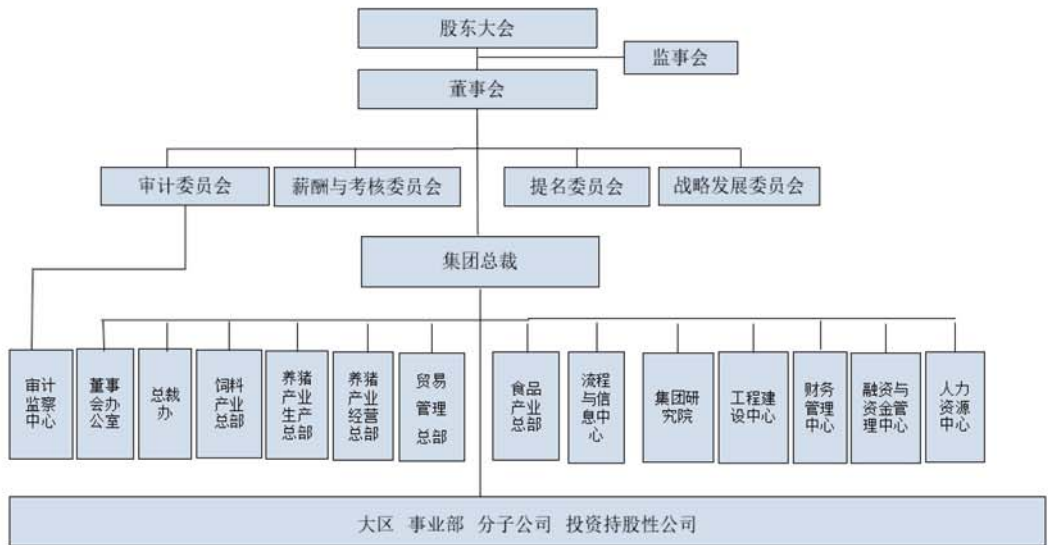 股东大会
监事会
董事会
审计委员会
薪酬与考核委员会
提名委员会
战略发展委员会
集团总裁
审计
监察
中心
董事
会办
公室
总裁
办
饲料
产业
总部
养猪
产业
生产
总部
养猪
产业
经营
总部
贸易
管理
总部
食品
产业
总部
流程
与信
息中
心
集团研
究院
工程建
设中心
财务
管理
中心
融资与
资金管
理中心
人力
资源
中心
大区 事业部 分子公司 投资持股性公司